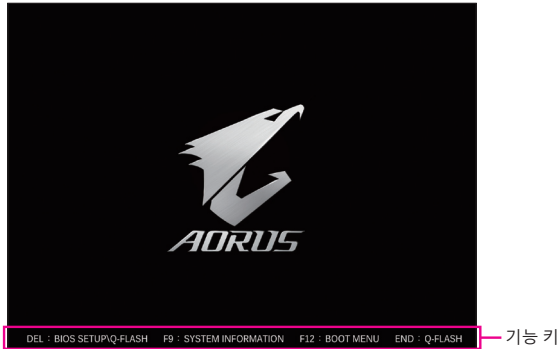 AORUS
DEL : BIOS SETUP\Q-FLASH F9 : SYSTEM INFORMATION F12 : BOOT MENU END : Q-FLASH
기능 키